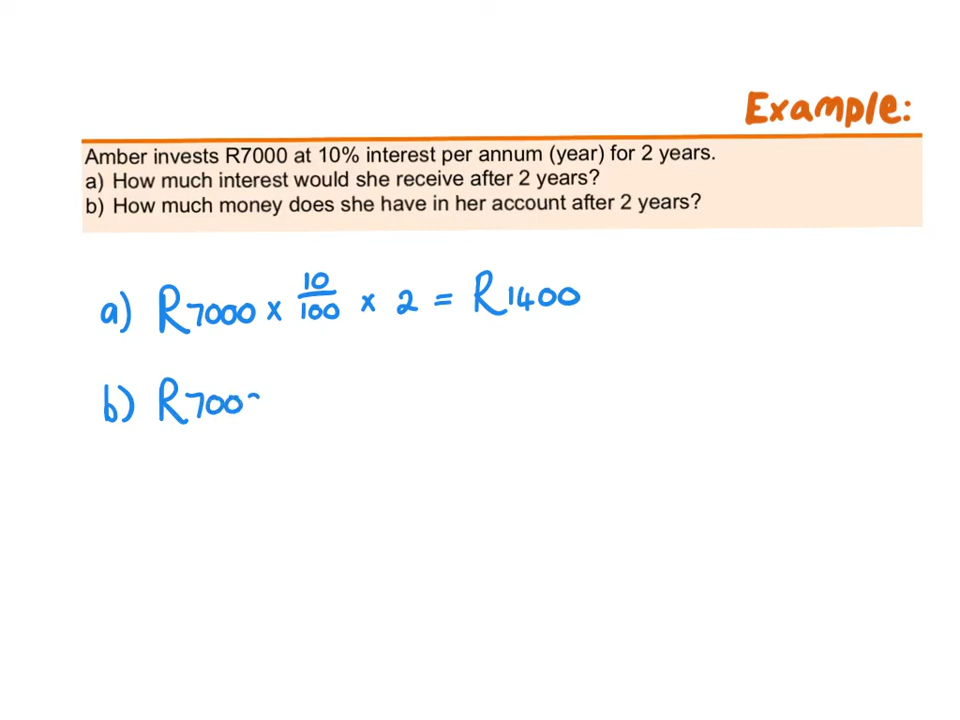 Example:
Amber invests R7000 at 10% interest per annum (year) for 2 years.
a) How much interest would she receive after 2 years?
b) How much money does she have in her account after 2 years?
a) R7000 × 10/100 × 2 = R1400
b) R700